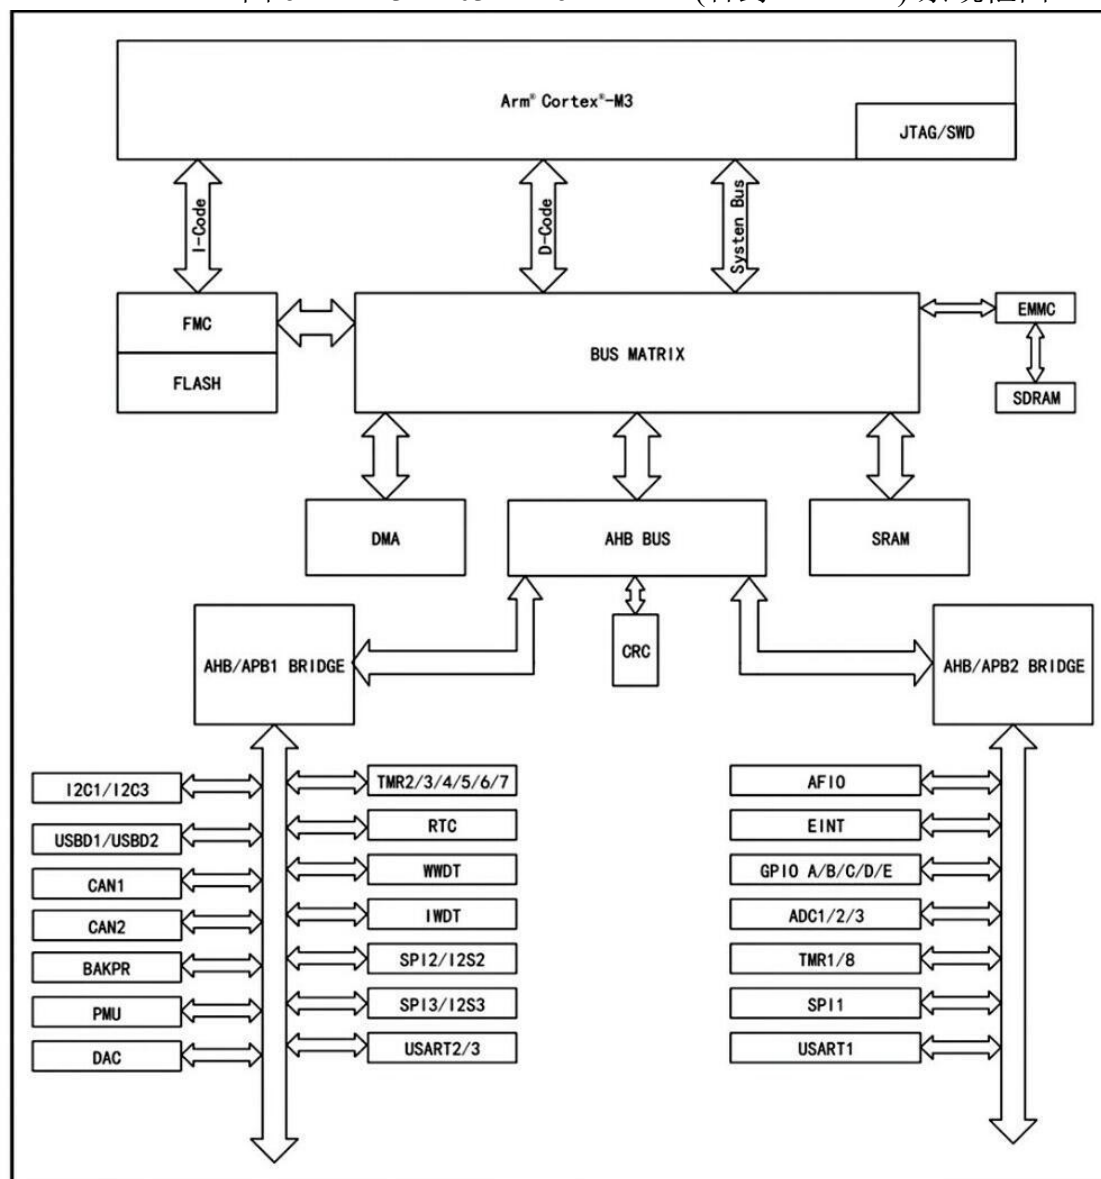 Arm® Cortex®-M3
JTAG/SWD
I-Code
D-Code
Systen Bus
FMC
FLASH
BUS MATRIX
EMMC
SDRAM
DMA
AHB BUS
SRAM
CRC
AHB/APB1 BRIDGE
AHB/APB2 BRIDGE
I2C1/I2C3
USBD1/USBD2
CAN1
CAN2
BAKPR
PMU
DAC
TMR2/3/4/5/6/7
RTC
WWDT
IWDT
SPI2/I2S2
SPI3/I2S3
USART2/3
AFIO
EINT
GPIO A/B/C/D/E
ADC1/2/3
TMR1/8
SPI1
USART1